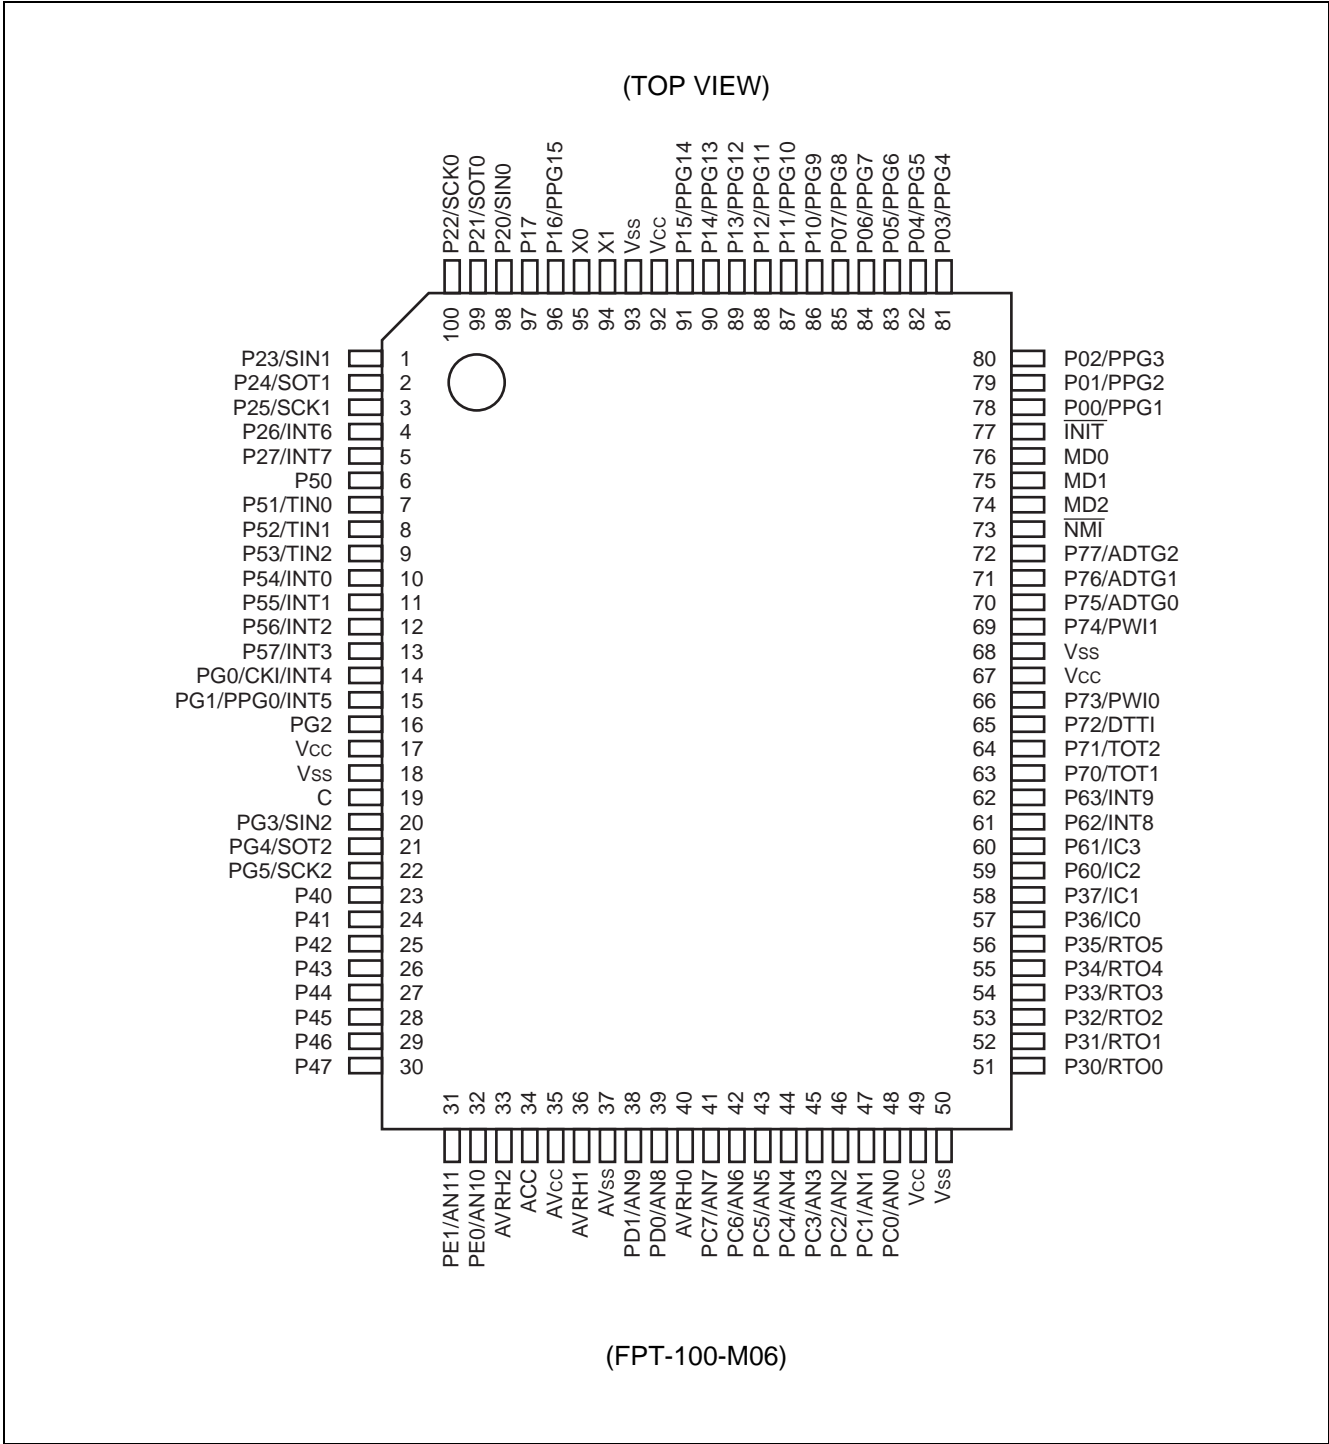 (TOP VIEW)
P22/SCK0
P21/SOT0
P20/SIN0
P17
P16/PPG15
X0
X1
Vss
Vcc
P15/PPG14
P14/PPG13
P13/PPG12
P12/PPG11
P11/PPG10
P10/PPG9
P07/PPG8
P06/PPG7
P05/PPG6
P04/PPG5
P03/PPG4
100
99
98
97
96
95
94
93
92
91
90
89
88
87
86
85
84
83
82
81
P23/SIN1 1 80 P02/PPG3
P24/SOT1 2 79 P01/PPG2
P25/SCK1 3 78 P00/PPG1
P26/INT6 4 77 INIT
P27/INT7 5 76 MD0
P50 6 75 MD1
P51/TIN0 7 74 MD2
P52/TIN1 8 73 NMI
P53/TIN2 9 72 P77/ADTG2
P54/INT0 10 71 P76/ADTG1
P55/INT1 11 70 P75/ADTG0
P56/INT2 12 69 P74/PWI1
P57/INT3 13 68 Vss
PG0/CKI/INT4 14 67 Vcc
PG1/PPG0/INT5 15 66 P73/PWI0
PG2 16 65 P72/DTTI
Vcc 17 64 P71/TOT2
Vss 18 63 P70/TOT1
C 19 62 P63/INT9
PG3/SIN2 20 61 P62/INT8
PG4/SOT2 21 60 P61/IC3
PG5/SCK2 22 59 P60/IC2
P40 23 58 P37/IC1
P41 24 57 P36/IC0
P42 25 56 P35/RTO5
P43 26 55 P34/RTO4
P44 27 54 P33/RTO3
P45 28 53 P32/RTO2
P46 29 52 P31/RTO1
P47 30 51 P30/RTO0
31
32
33
34
35
36
37
38
39
40
41
42
43
44
45
46
47
48
49
50
PE1/AN11
PE0/AN10
AVRH2
ACC
AVcc
AVRH1
AVss
PD1/AN9
PD0/AN8
AVRH0
PC7/AN7
PC6/AN6
PC5/AN5
PC4/AN4
PC3/AN3
PC2/AN2
PC1/AN1
PC0/AN0
Vcc
Vss
(FPT-100-M06)